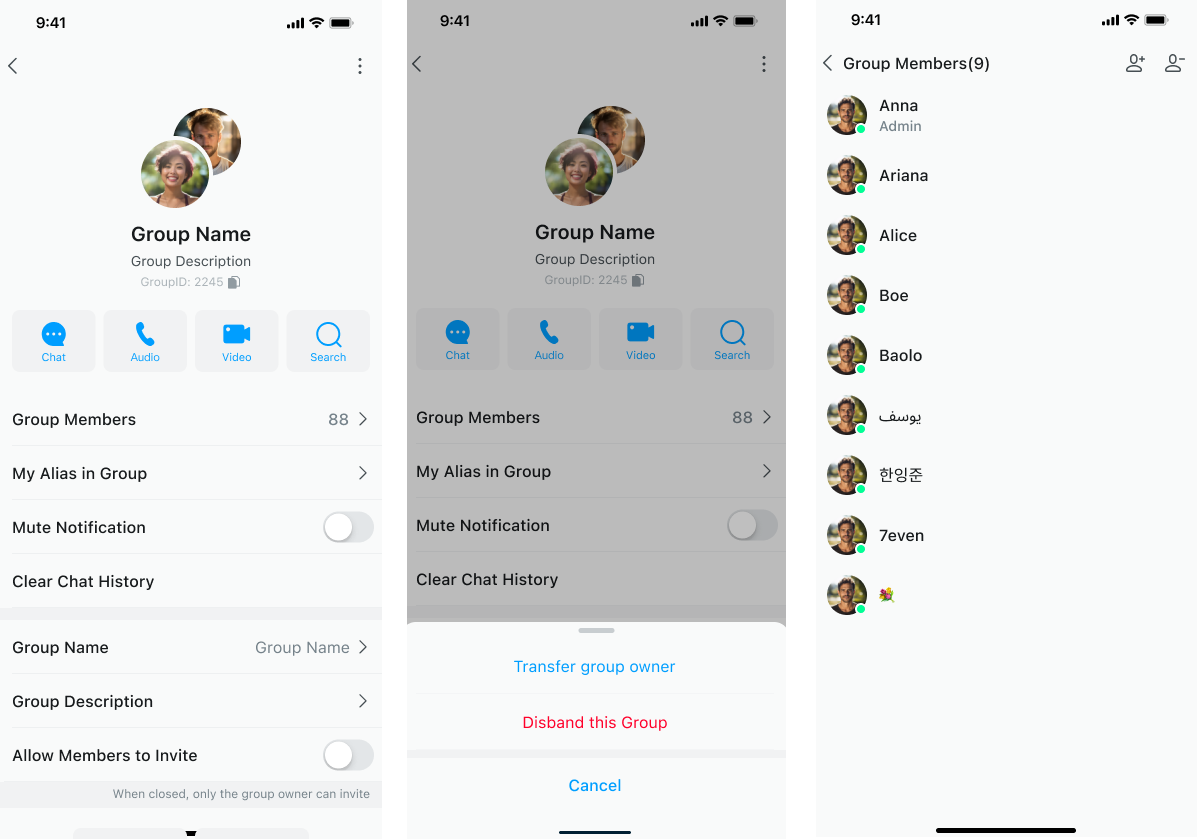 9:41
Group Name
Group Description
GroupID: 2245
Chat
Audio
Video
Search
Group Members 88
My Alias in Group
Mute Notification
Clear Chat History
Group Name Group Name
Group Description
Allow Members to Invite
When closed, only the group owner can invite
9:41
Group Name
Group Description
GroupID: 2245
Chat
Audio
Video
Search
Group Members 88
My Alias in Group
Mute Notification
Clear Chat History
Transfer group owner
Disband this Group
Cancel
9:41
Group Members(9)
Anna
Admin
Ariana
Alice
Boe
Baolo
يوسف
한잉준
7even
💐